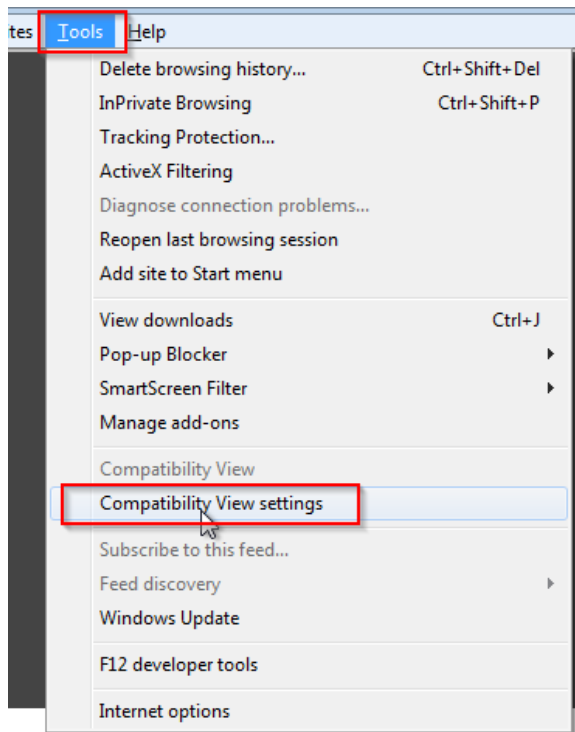 tes Tools Help
Delete browsing history... Ctrl+Shift+Del
InPrivate Browsing Ctrl+Shift+P
Tracking Protection...
ActiveX Filtering
Diagnose connection problems...
Reopen last browsing session
Add site to Start menu
View downloads Ctrl+J
Pop-up Blocker
SmartScreen Filter
Manage add-ons
Compatibility View
Compatibility View settings
Subscribe to this feed...
Feed discovery
Windows Update
F12 developer tools
Internet options